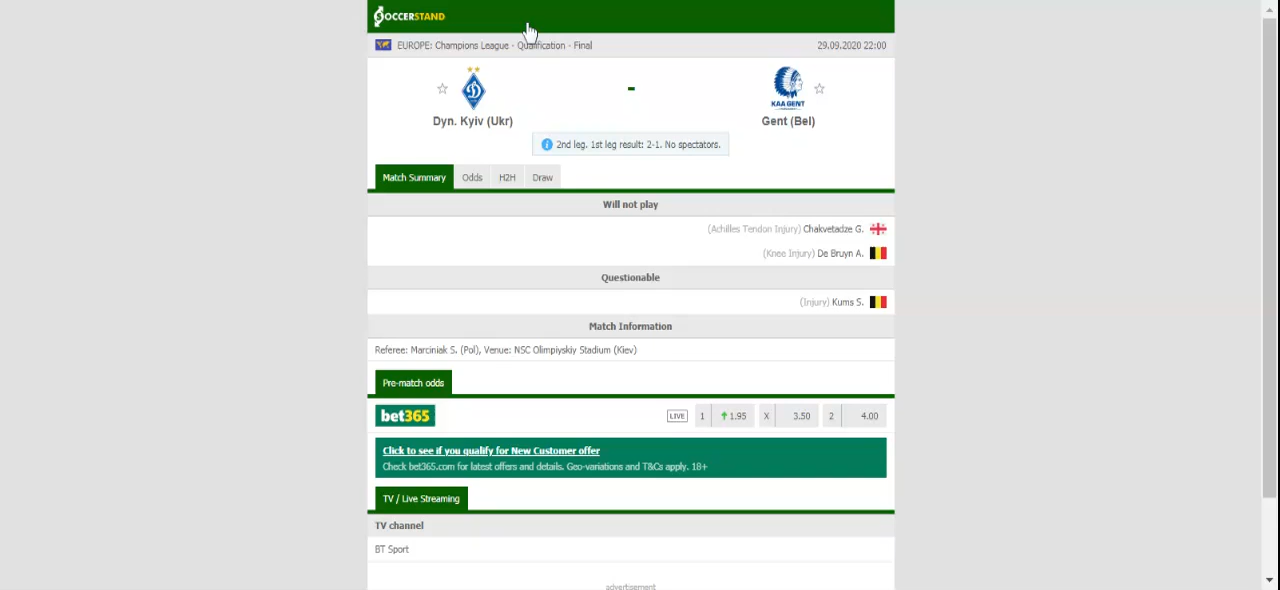 SOCCERSTAND
EUROPE: Champions League - Qualification - Final 29.09.2020 22:00
-
KAA GENT
Dyn. Kyiv (Ukr) Gent (Bel)
2nd leg. 1st leg result: 2-1. No spectators.
Match Summary Odds H2H Draw
Will not play
(Achilles Tendon Injury) Chakvetadze G.
(Knee Injury) De Bruyn A.
Questionable
(Injury) Kums S.
Match Information
Referee: Marciniak S. (Pol), Venue: NSC Olimpiyskiy Stadium (Kiev)
Pre-match odds
bet365 LIVE 1 1.95 X 3.50 2 4.00
Click to see if you qualify for New Customer offer
Check bet365.com for latest offers and details. Geo-variations and T&Cs apply. 18+
TV / Live Streaming
TV channel
BT Sport
advertisement